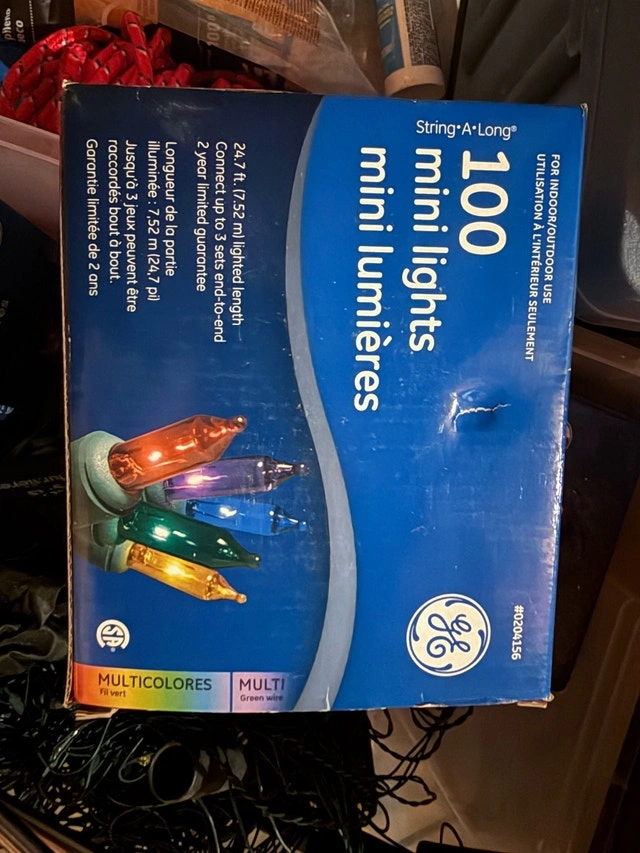 FOR INDOOR/OUTDOOR USE
UTILISATION À L'INTÉRIEUR SEULEMENT
String•A•Long®
100
mini lights
mini lumières
24.7 ft. (7.52 m) lighted length
Connect up to 3 sets end-to-end
2 year limited guarantee
Longueur de la portie
illuminée : 7,52 m (24,7 pi)
Jusqu'à 3 jeux peuvent être
raccordés bout à bout.
Garantie limitée de 2 ans
#0204156
GE
MULTI
Green wire
MULTICOLORES
Fil vert